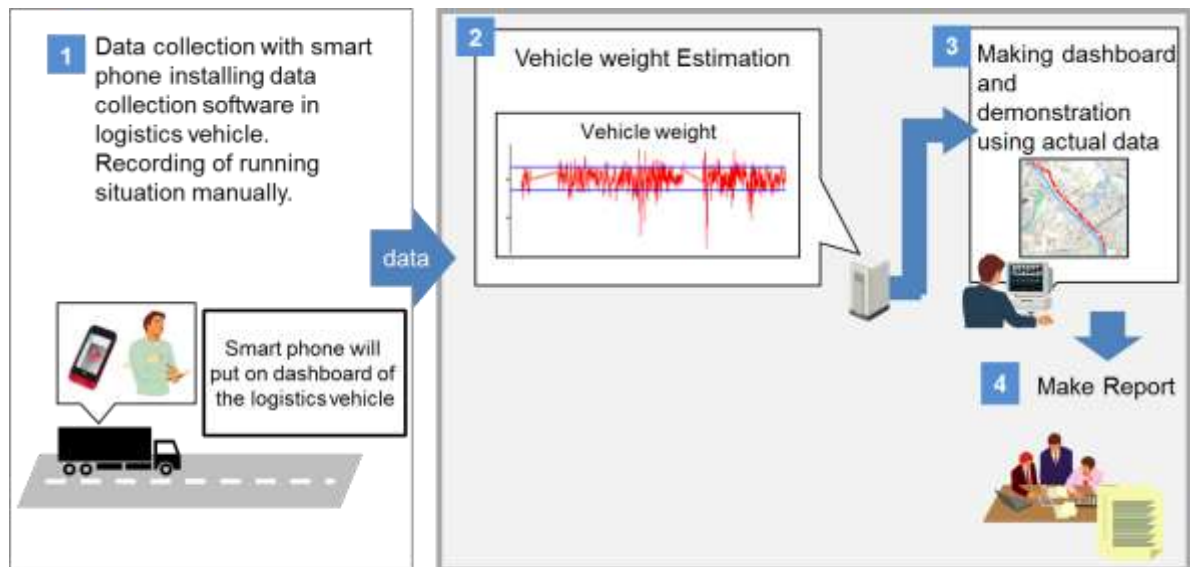 1
Data collection with smart
phone installing data
collection software in
logistics vehicle.
Recording of running
situation manually.
Smart phone will
put on dashboard of
the logistics vehicle
data
2
Vehicle weight Estimation
Vehicle weight
3
Making dashboard
and
demonstration
using actual data
4
Make Report